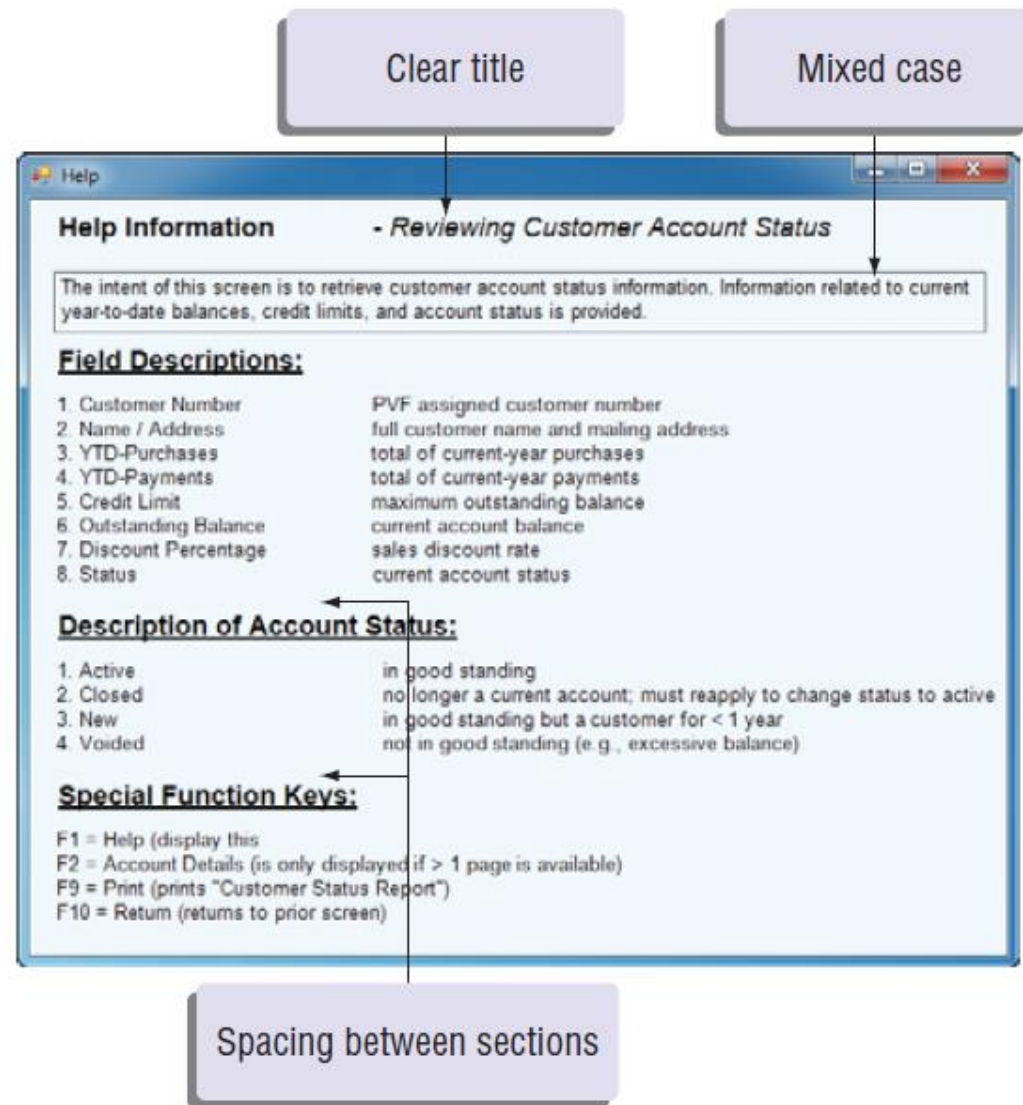 Clear title
Mixed case
Help
Help Information - Reviewing Customer Account Status
The intent of this screen is to retrieve customer account status information. Information related to current
year-to-date balances, credit limits, and account status is provided.
Field Descriptions:
1. Customer Number PVF assigned customer number
2. Name / Address full customer name and mailing address
3. YTD-Purchases total of current-year purchases
4. YTD-Payments total of current-year payments
5. Credit Limit maximum outstanding balance
6. Outstanding Balance current account balance
7. Discount Percentage sales discount rate
8. Status current account status
Description of Account Status:
1. Active in good standing
2. Closed no longer a current account; must reapply to change status to active
3. New in good standing but a customer for < 1 year
4. Voided not in good standing (e.g., excessive balance)
Special Function Keys:
F1 = Help (display this
F2 = Account Details (is only displayed if > 1 page is available)
F9 = Print (prints "Customer Status Report")
F10 = Return (returns to prior screen)
Spacing between sections